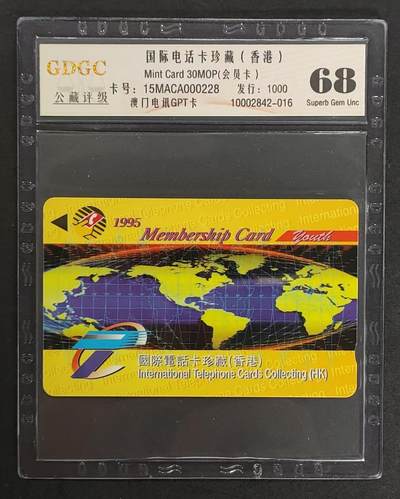 GDGC
公藏评级
国际电话卡珍藏（香港）
Mint Card 30MOP(会员卡)
卡号：15MACA000228 发行：1000
澳门电讯GPT卡 10002842-016
68
Superb Gem Unc
1995
Membership Card
Youth
國際電話卡珍藏(香港)
International Telephone Cards Collecting (HK)